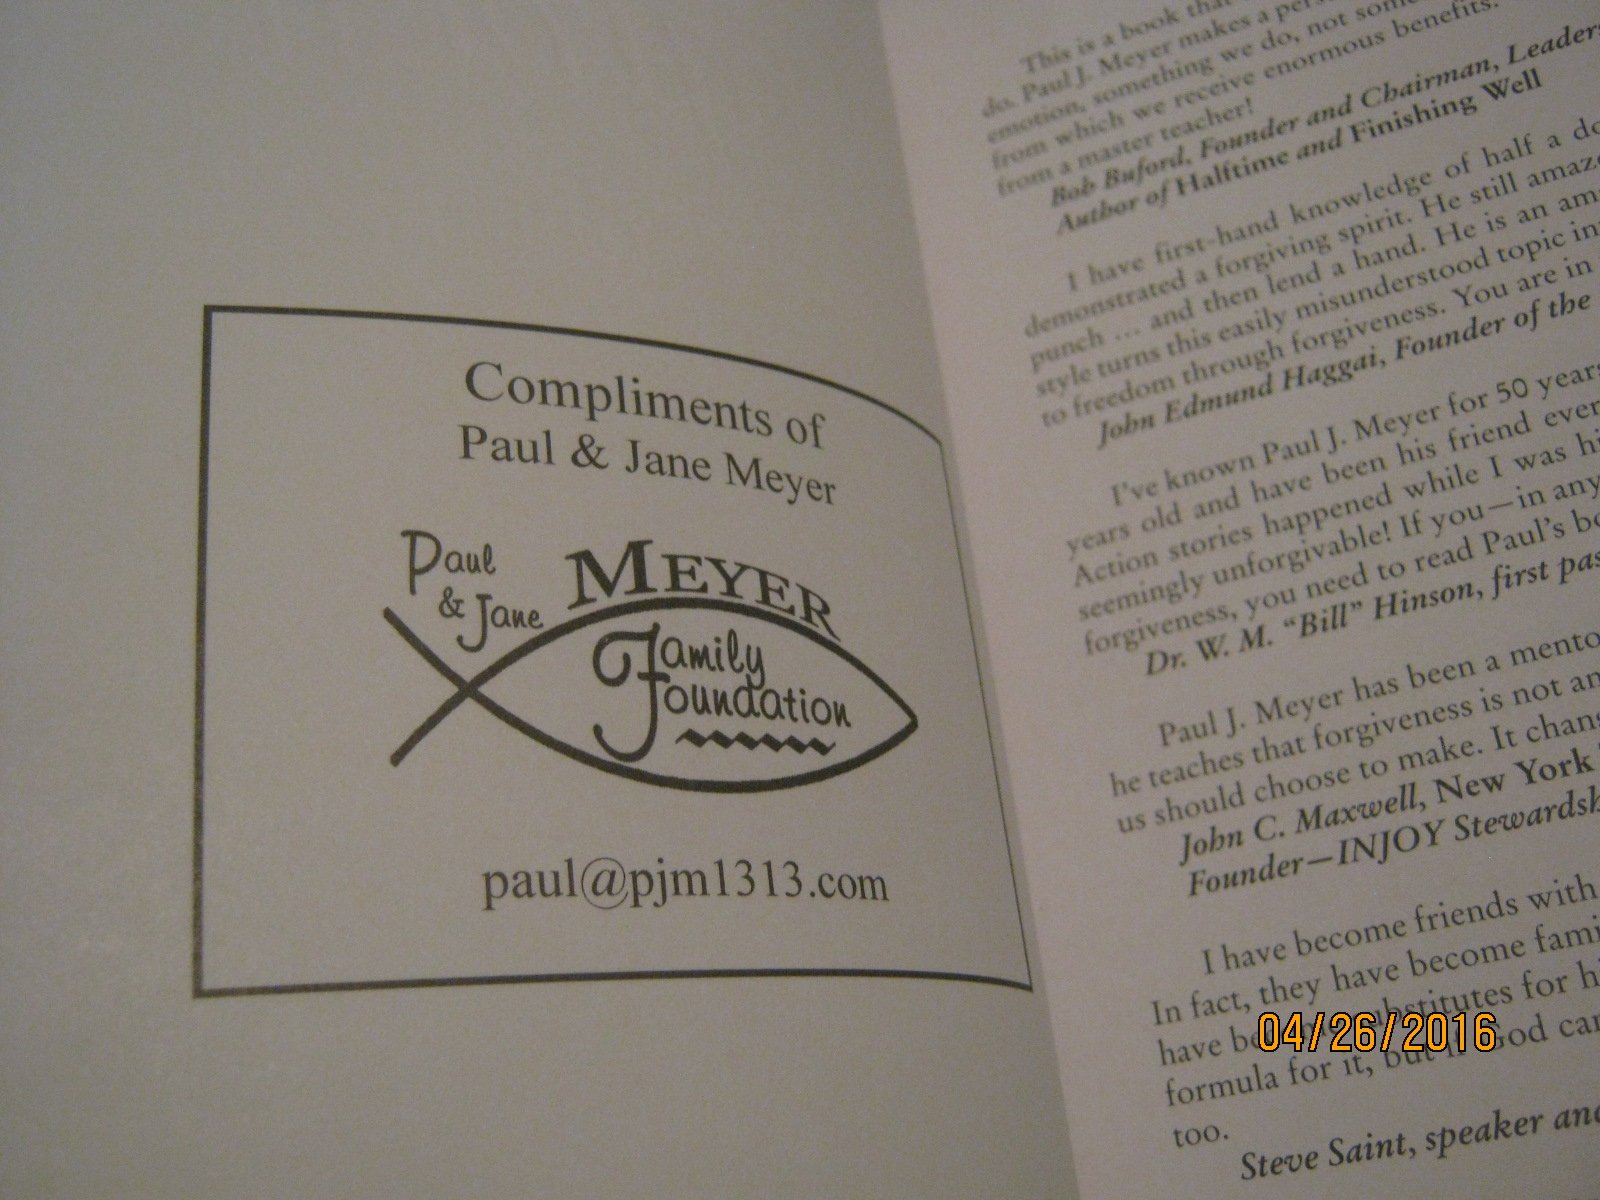 Compliments of
Paul & Jane Meyer
Paul
& Jane
MEYER
Family
Foundation
paul@pjm1313.com
This is a book that
do. Paul J. Meyer makes a
emotion, something we do, not
from which we receive enormous benefits.
from a master teacher!
Bob Buford, Founder and Chairman,
Author of Halftime and Finishing Well
I have first-hand knowledge of half a
demonstrated a forgiving spirit. He still
punch ... and then lend a hand. He is an
style turns this easily misunderstood topic
to freedom through forgiveness. You are in
John Edmund Haggai, Founder of the
I've known Paul J. Meyer for 50 years
years old and have been his friend
Action stories happened while I was
seemingly unforgivable! If you—in any
forgiveness, you need to read Paul's
Dr. W. M. “Bill” Hinson, first
Paul J. Meyer has been a
he teaches that forgiveness is not
us should choose to make. It
John C. Maxwell, New York
Founder—INJOY
I have become friends with
In fact, they have become
have substitutes for
formula for it, but if God
too.
Steve Saint, speaker
04/26/2016